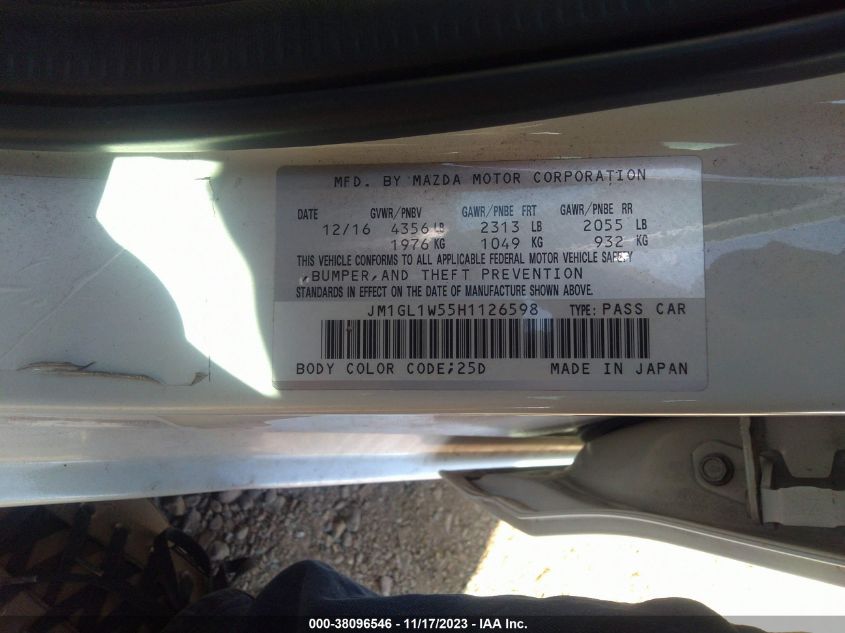 MFD. BY MAZDA MOTOR CORPORATION
DATE GVWR/PNBV GAWR/PNBE FRT GAWR/PNBE RR
12/16 4356 LB 2313 LB 2055 LB
1976 KG 1049 KG 932 KG
THIS VEHICLE CONFORMS TO ALL APPLICABLE FEDERAL MOTOR VEHICLE SAFETY
,BUMPER,AND THEFT PREVENTION
STANDARDS IN EFFECT ON THE DATE OF MANUFACTURE SHOWN ABOVE.
JM1GL1W55H1126598 TYPE: PASS CAR
BODY COLOR CODE;25D MADE IN JAPAN
000-38096546 - 11/17/2023 - IAA Inc.